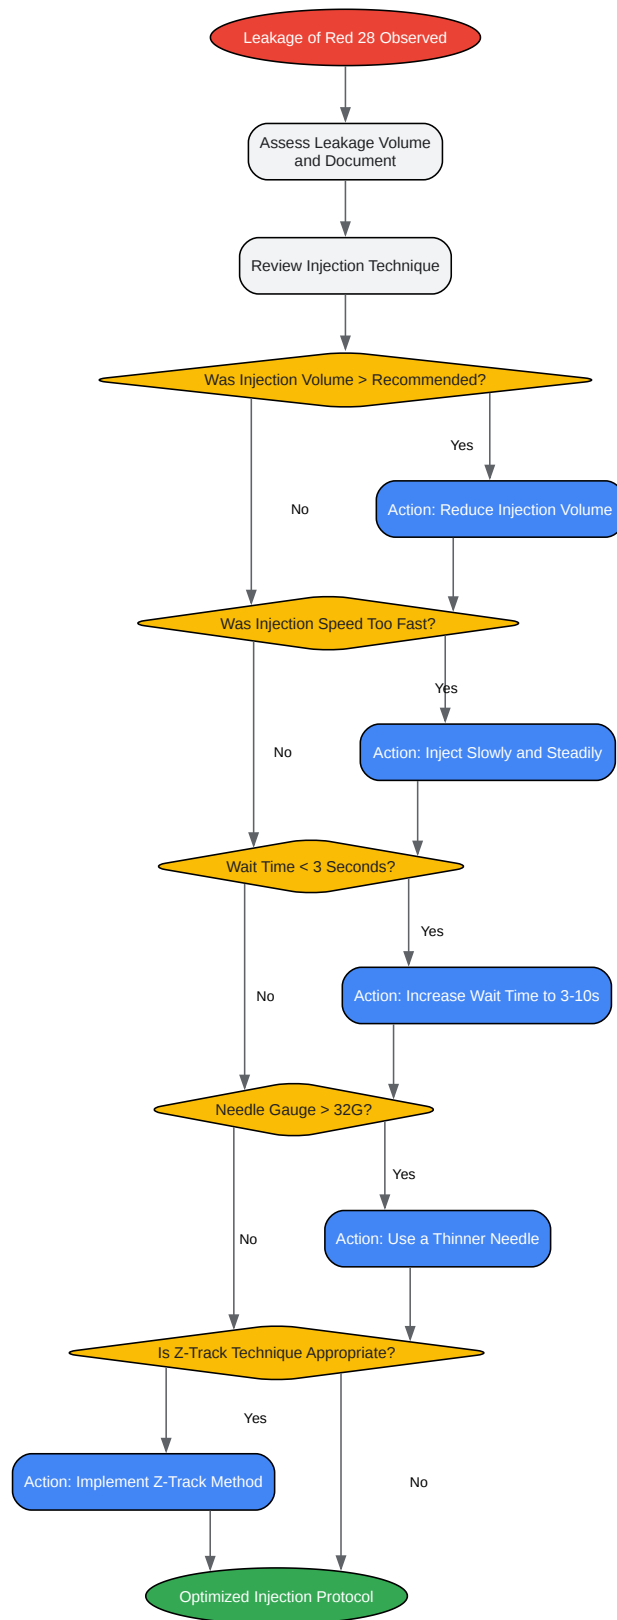 Leakage of Red 28 Observed
Assess Leakage Volume
and Document
Review Injection Technique
Was Injection Volume > Recommended?
Yes
No
Action: Reduce Injection Volume
Was Injection Speed Too Fast?
Yes
No
Action: Inject Slowly and Steadily
Wait Time < 3 Seconds?
Yes
No
Action: Increase Wait Time to 3-10s
Needle Gauge > 32G?
Yes
No
Action: Use a Thinner Needle
Is Z-Track Technique Appropriate?
Yes
No
Action: Implement Z-Track Method
Optimized Injection Protocol